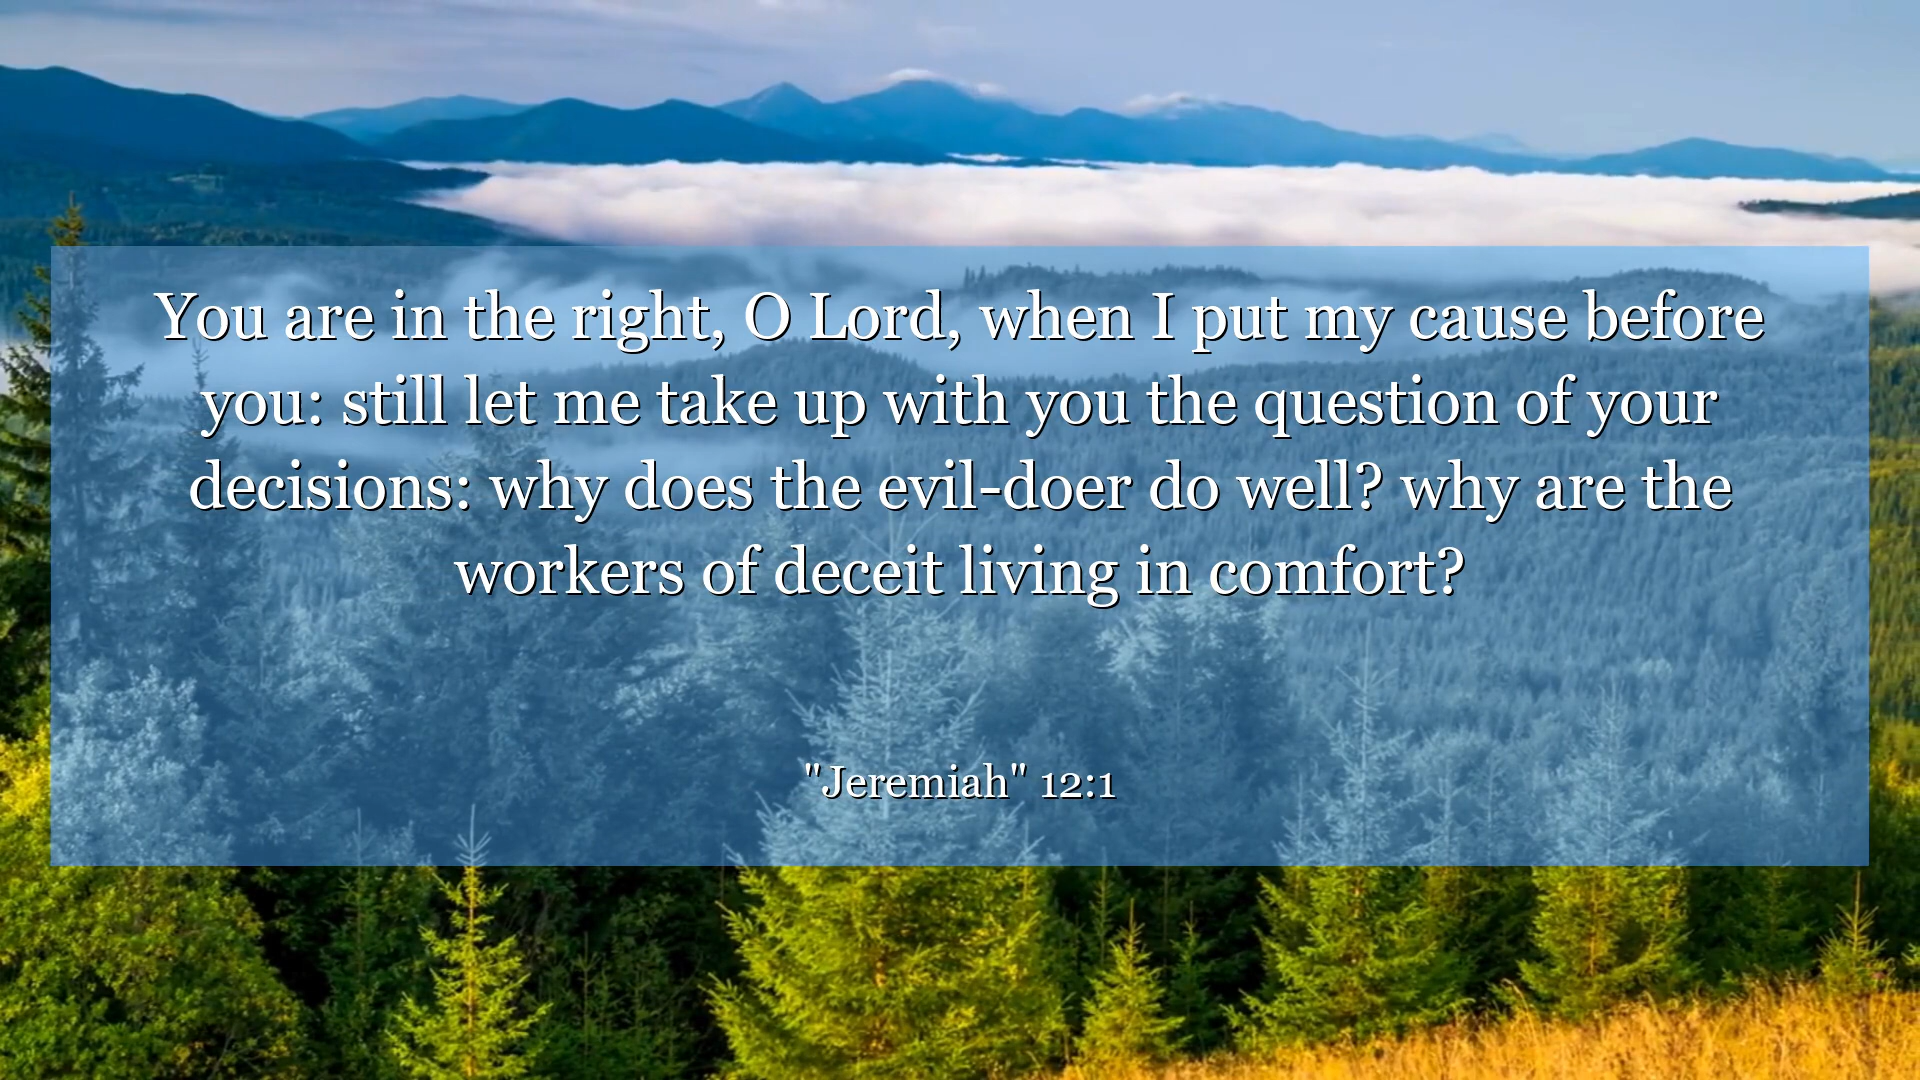 You are in the right, O Lord, when I put my cause before
you: still let me take up with you the question of your
decisions: why does the evil-doer do well? why are the
workers of deceit living in comfort?
"Jeremiah" 12:1